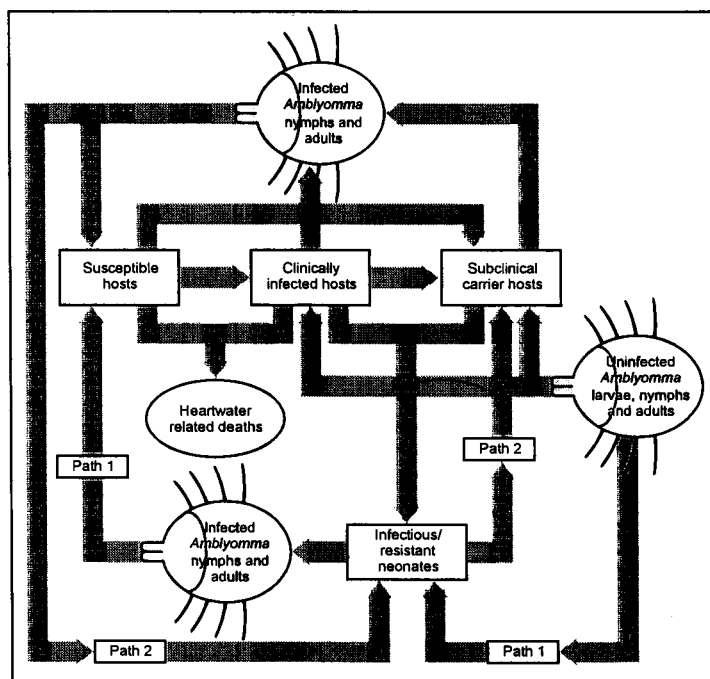 Infected
Amblyomma
nymphs and
adults
Susceptible
hosts
Clinically
infected hosts
Subclinical
carrier hosts
Uninfected
Amblyomma
larvae, nymphs
and adults
Heartwater
related deaths
Path 1
Path 2
Infected
Amblyomma
nymphs and
adults
Infectious/
resistant
neonates
Path 2
Path 1